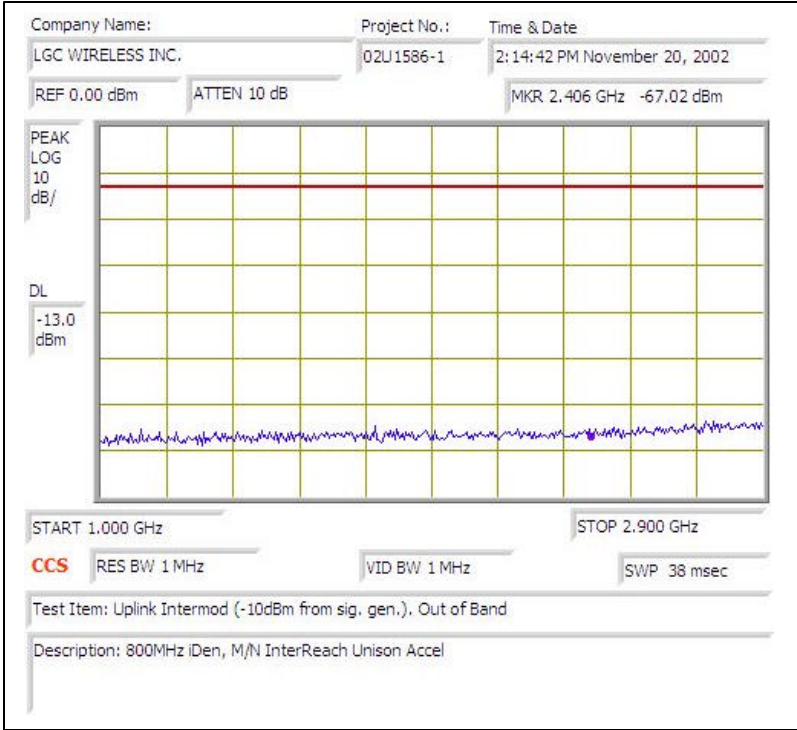 Company Name: Project No.: Time & Date
LGC WIRELESS INC. 02U1586-1 2:14:42 PM November 20, 2002
REF 0.00 dBm ATTEN 10 dB MKR 2.406 GHz -67.02 dBm
PEAK
LOG
10
dB/
DL
-13.0
dBm
START 1.000 GHz STOP 2.900 GHz
CCS RES BW 1 MHz VID BW 1 MHz SWP 38 msec
Test Item: Uplink Intermod (-10dBm from sig. gen.). Out of Band
Description: 800MHz iDen, M/N InterReach Unison Accel